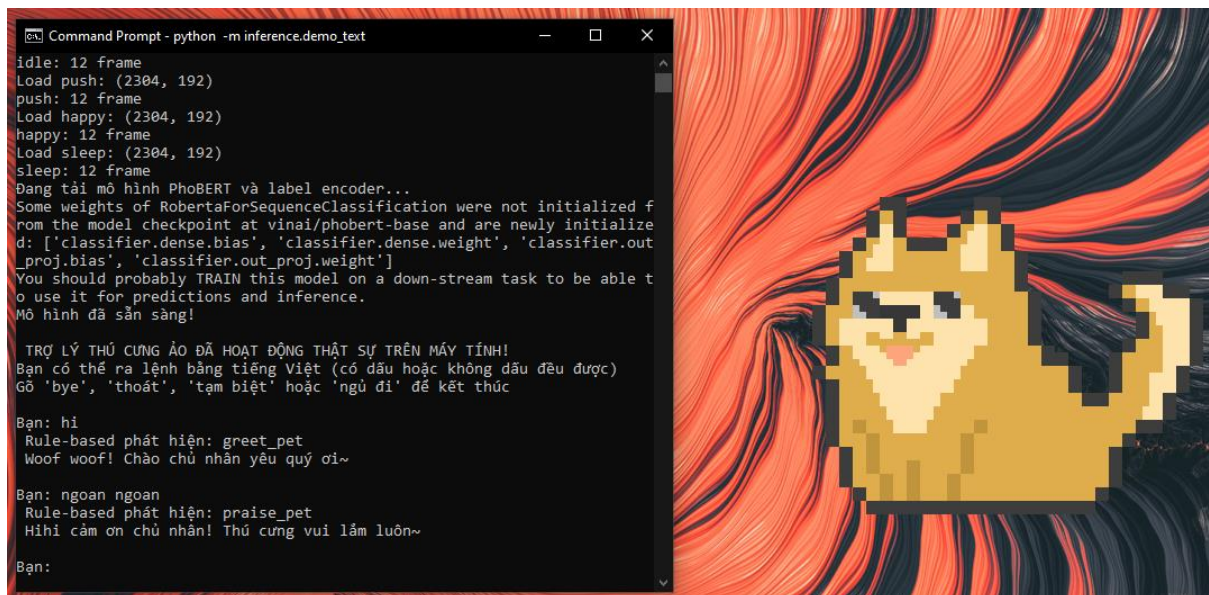 Command Prompt - python -m inference.demo_text
idle: 12 frame
Load push: (2304, 192)
push: 12 frame
Load happy: (2304, 192)
happy: 12 frame
Load sleep: (2304, 192)
sleep: 12 frame
Đang tải mô hình PhoBERT và label encoder...
Some weights of RobertaForSequenceClassification were not initialized f
rom the model checkpoint at vinai/phobert-base and are newly initialize
d: ['classifier.dense.bias', 'classifier.dense.weight', 'classifier.out
_proj.bias', 'classifier.out_proj.weight']
You should probably TRAIN this model on a down-stream task to be able t
o use it for predictions and inference.
Mô hình đã sẵn sàng!
TRỢ LÝ THÚ CƯNG ẢO ĐÃ HOẠT ĐỘNG THẬT SỰ TRÊN MÁY TÍNH!
Bạn có thể ra lệnh bằng tiếng Việt (có dấu hoặc không dấu đều được)
Gõ 'bye', 'thoát', 'tạm biệt' hoặc 'ngủ đi' để kết thúc
Bạn: hi
Rule-based phát hiện: greet_pet
Woof woof! Chào chủ nhân yêu quý ơi~
Bạn: ngoan ngoan
Rule-based phát hiện: praise_pet
Hihi cảm ơn chủ nhân! Thú cưng vui lắm luôn~
Bạn: